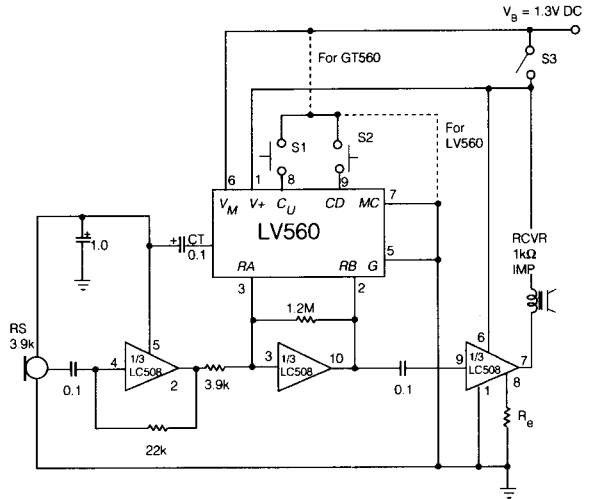 V_B = 1.3V DC
S3
For GT560
For
LV560
S1
S2
6
1
8
9
7
V_M
V+
C_U
CD
MC
LV560
+
CT
0.1
5
RA
RB
G
3
2
+
1.0
RCVR
1kΩ
IMP
1.2M
RS
3.9k
5
4
1/3
LC508
2
0.1
3.9k
22k
3
1/3
LC508
10
0.1
6
9
1/3
LC508
7
8
1
R_e